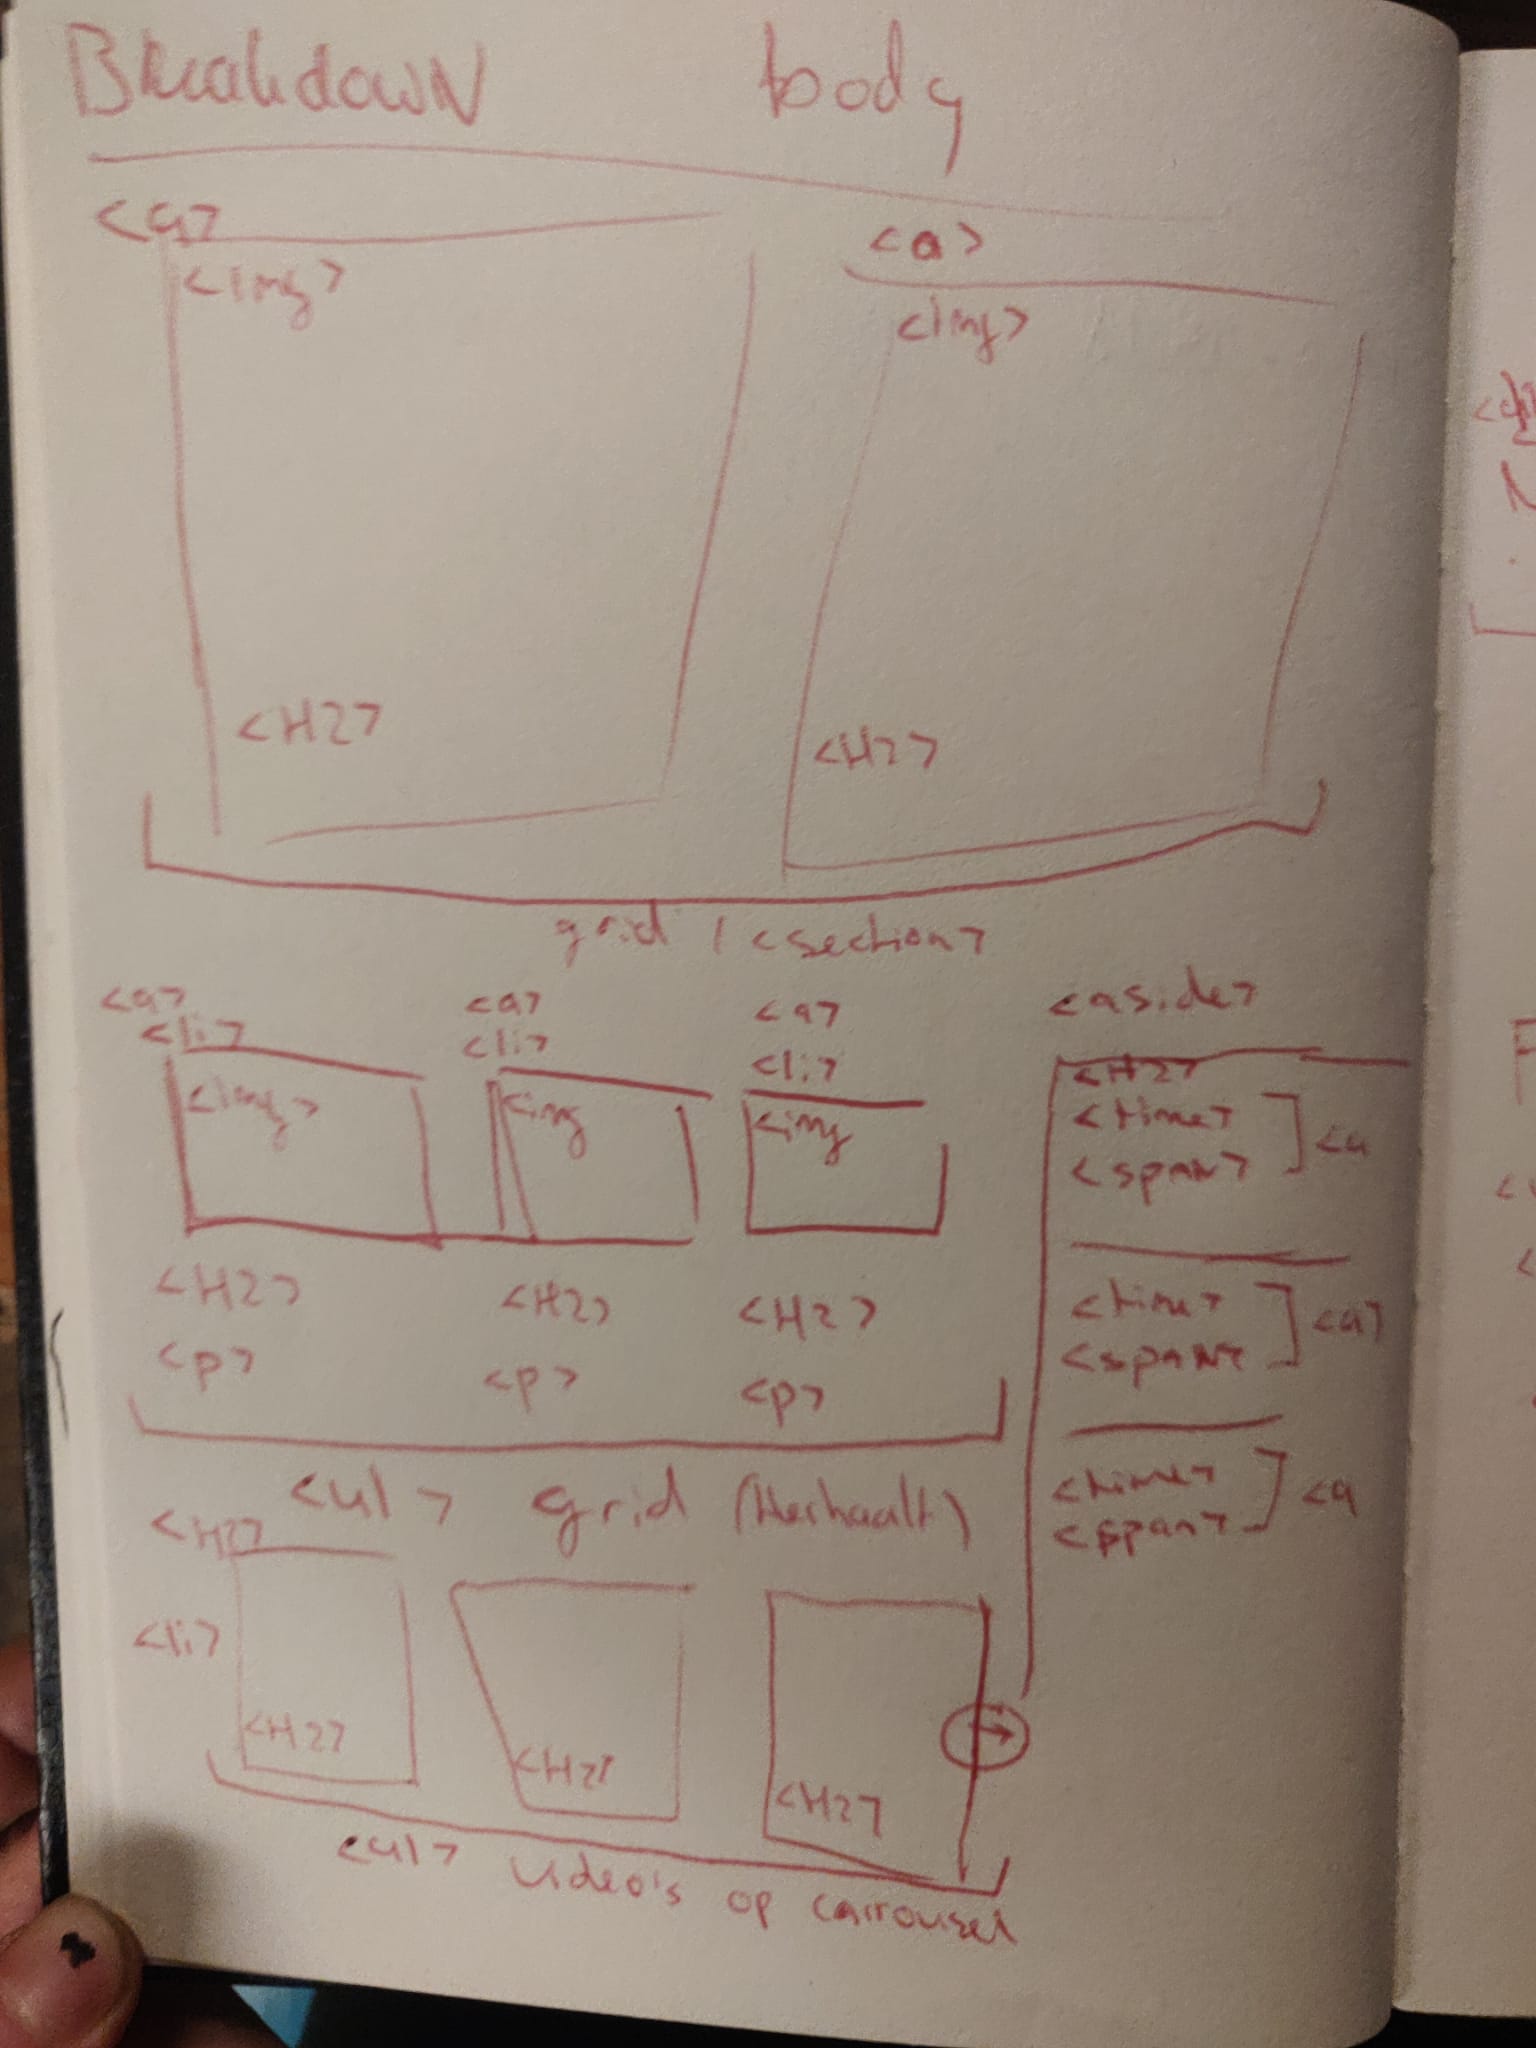 Breakdown body
<a> <a>
<img> <img>
<H2> <H2>
grid / <section>
<a> <a> <a> <aside>
<li> <li> <li>
<img> <img <img
<H2>
<time>
<span> <a
<H2> <H2> <H2>
<p> <p> <p>
<time>
<span> <a>
<time>
<span> <a
<ul> grid (Herhaalt)
<H2>
<li>
<H2> <H2> <H2>
<ul> video's op carrousel